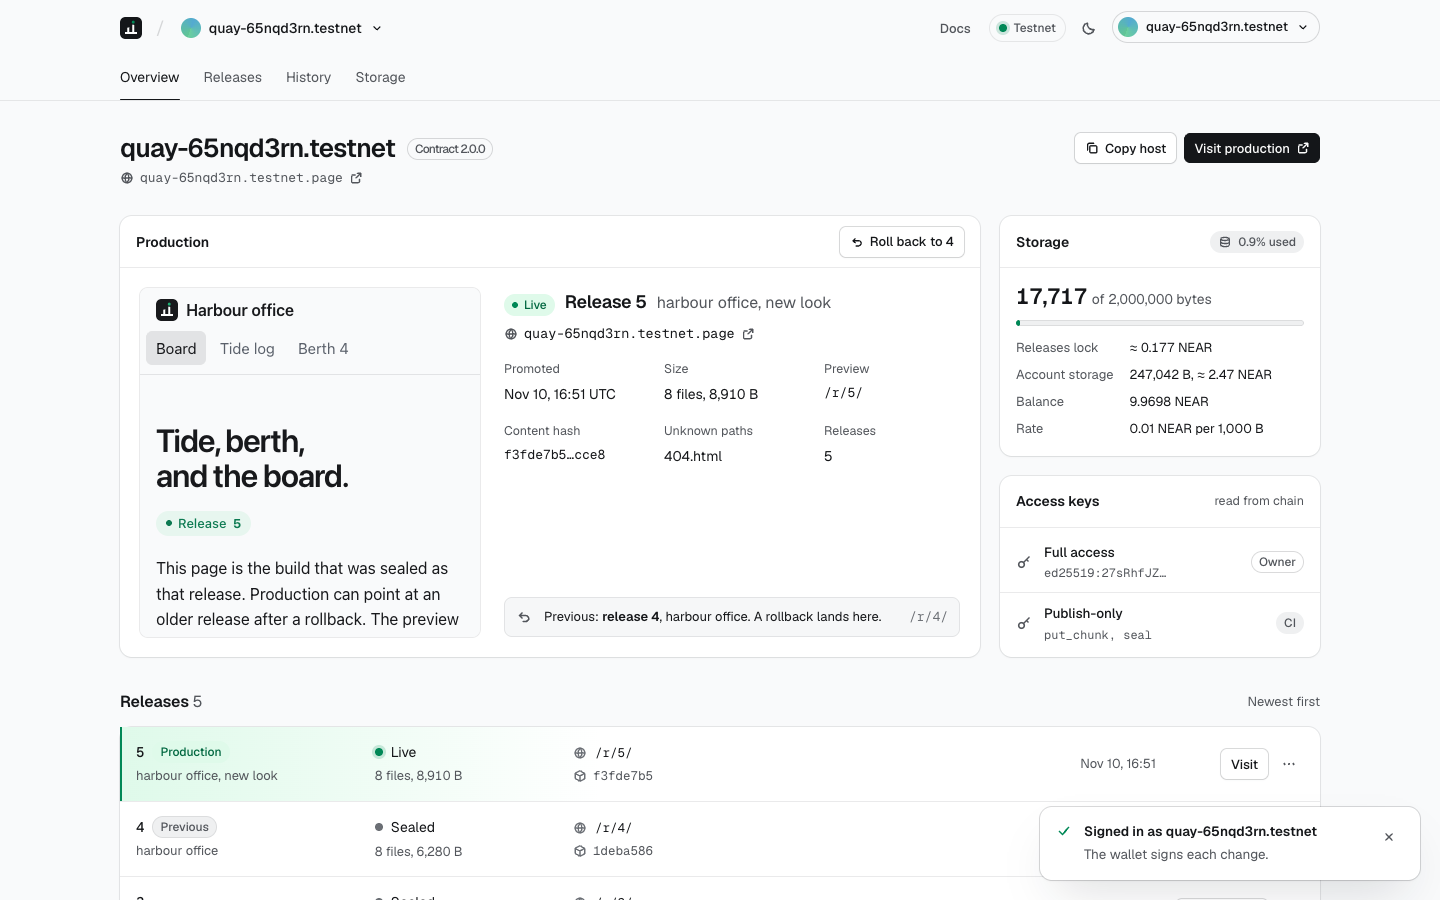 quay-65nqd3rn.testnet
Docs
Testnet
quay-65nqd3rn.testnet
Overview
Releases
History
Storage
quay-65nqd3rn.testnet
Contract 2.0.0
Copy host
Visit production
quay-65nqd3rn.testnet.page
Production
Roll back to 4
Harbour office
Board
Tide log
Berth 4
Tide, berth,
and the board.
Release 5
This page is the build that was sealed as
that release. Production can point at an
older release after a rollback. The preview
Live
Release 5 harbour office, new look
quay-65nqd3rn.testnet.page
Promoted
Size
Preview
Nov 10, 16:51 UTC
8 files, 8,910 B
/r/5/
Content hash
Unknown paths
Releases
f3fde7b5…cce8
404.html
5
Previous: release 4, harbour office. A rollback lands here.
/r/4/
Storage
0.9% used
17,717 of 2,000,000 bytes
Releases lock
≈ 0.177 NEAR
Account storage
247,042 B, ≈ 2.47 NEAR
Balance
9.9698 NEAR
Rate
0.01 NEAR per 1,000 B
Access keys
read from chain
Full access
ed25519:27sRhfJZ…
Owner
Publish-only
put_chunk, seal
CI
Releases 5
Newest first
5 Production
harbour office, new look
Live
8 files, 8,910 B
/r/5/
f3fde7b5
Nov 10, 16:51
Visit
4 Previous
harbour office
Sealed
8 files, 6,280 B
/r/4/
1deba586
Signed in as quay-65nqd3rn.testnet
The wallet signs each change.